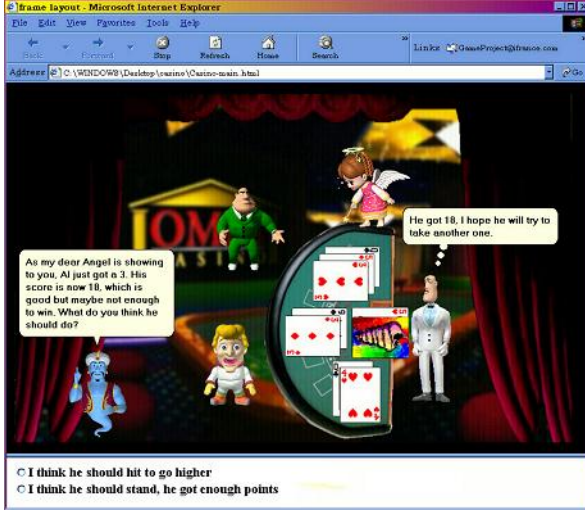 frame layout - Microsoft Internet Explorer
File Edit View Favorites Tools Help
Back Forward Stop Refresh Home Search » Links GameProject@ifrance.com »
Address C:\WINDOWS\Desktop\casino\Casino-main.html Go
OM
He got 18, I hope he will try to
take another one.
As my dear Angel is showing
to you, Al just got a 3. His
score is now 18, which is
good but maybe not enough
to win. What do you think he
should do?
I think he should hit to go higher
I think he should stand, he got enough points